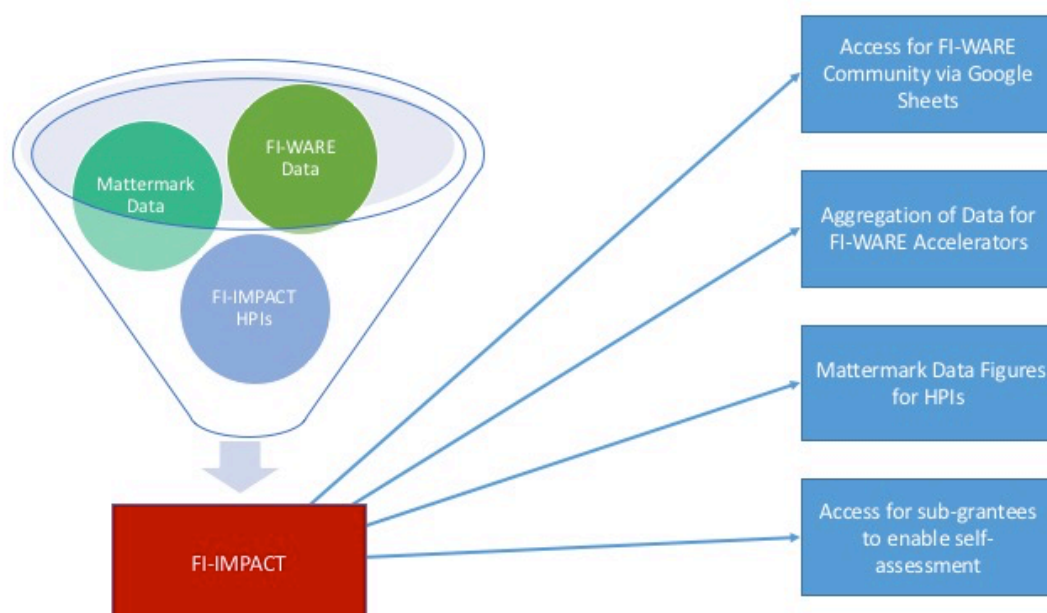 Mattermark
Data
FI-WARE
Data
FI-IMPACT
HPIs
FI-IMPACT
Access for FI-WARE
Community via Google
Sheets
Aggregation of Data for
FI-WARE Accelerators
Mattermark Data Figures
for HPIs
Access for sub-grantees
to enable self-
assessment